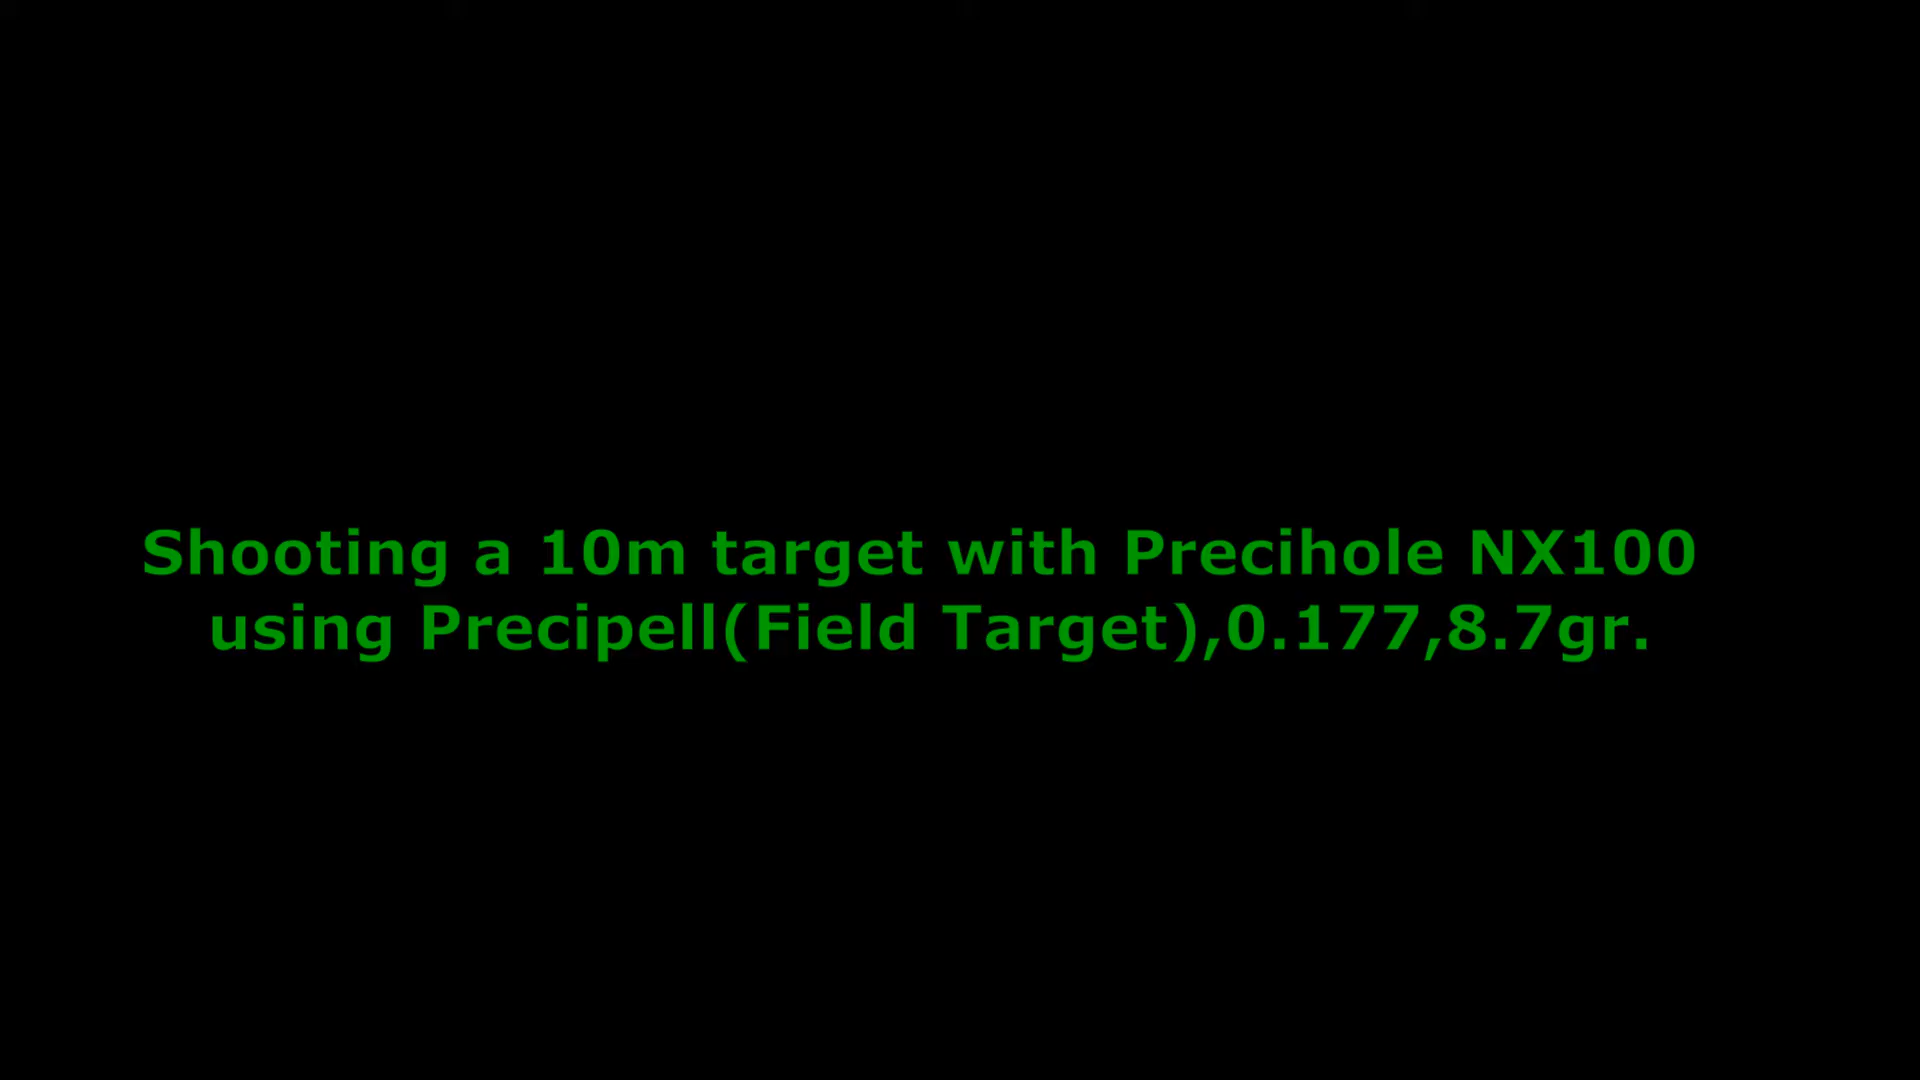 Shooting a 10m target with Precihole NX100
using Precipell(Field Target),0.177,8.7gr.